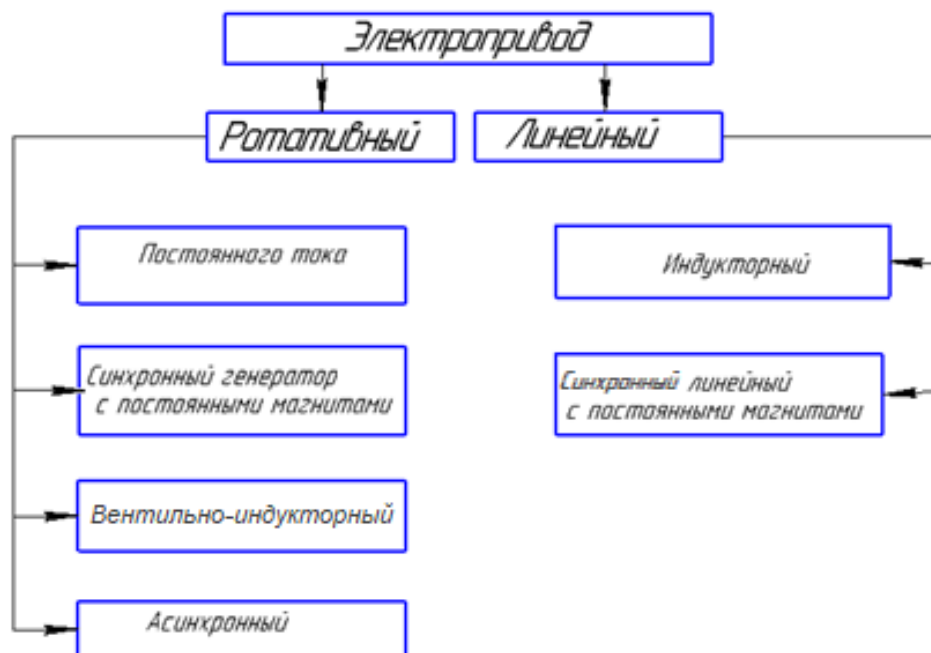 Электропривод
Ротативный
Линейный
Постоянного тока
Индукторный
Синхронный генератор
с постоянными магнитами
Синхронный линейный
с постоянными магнитами
Вентильно-индукторный
Асинхронный